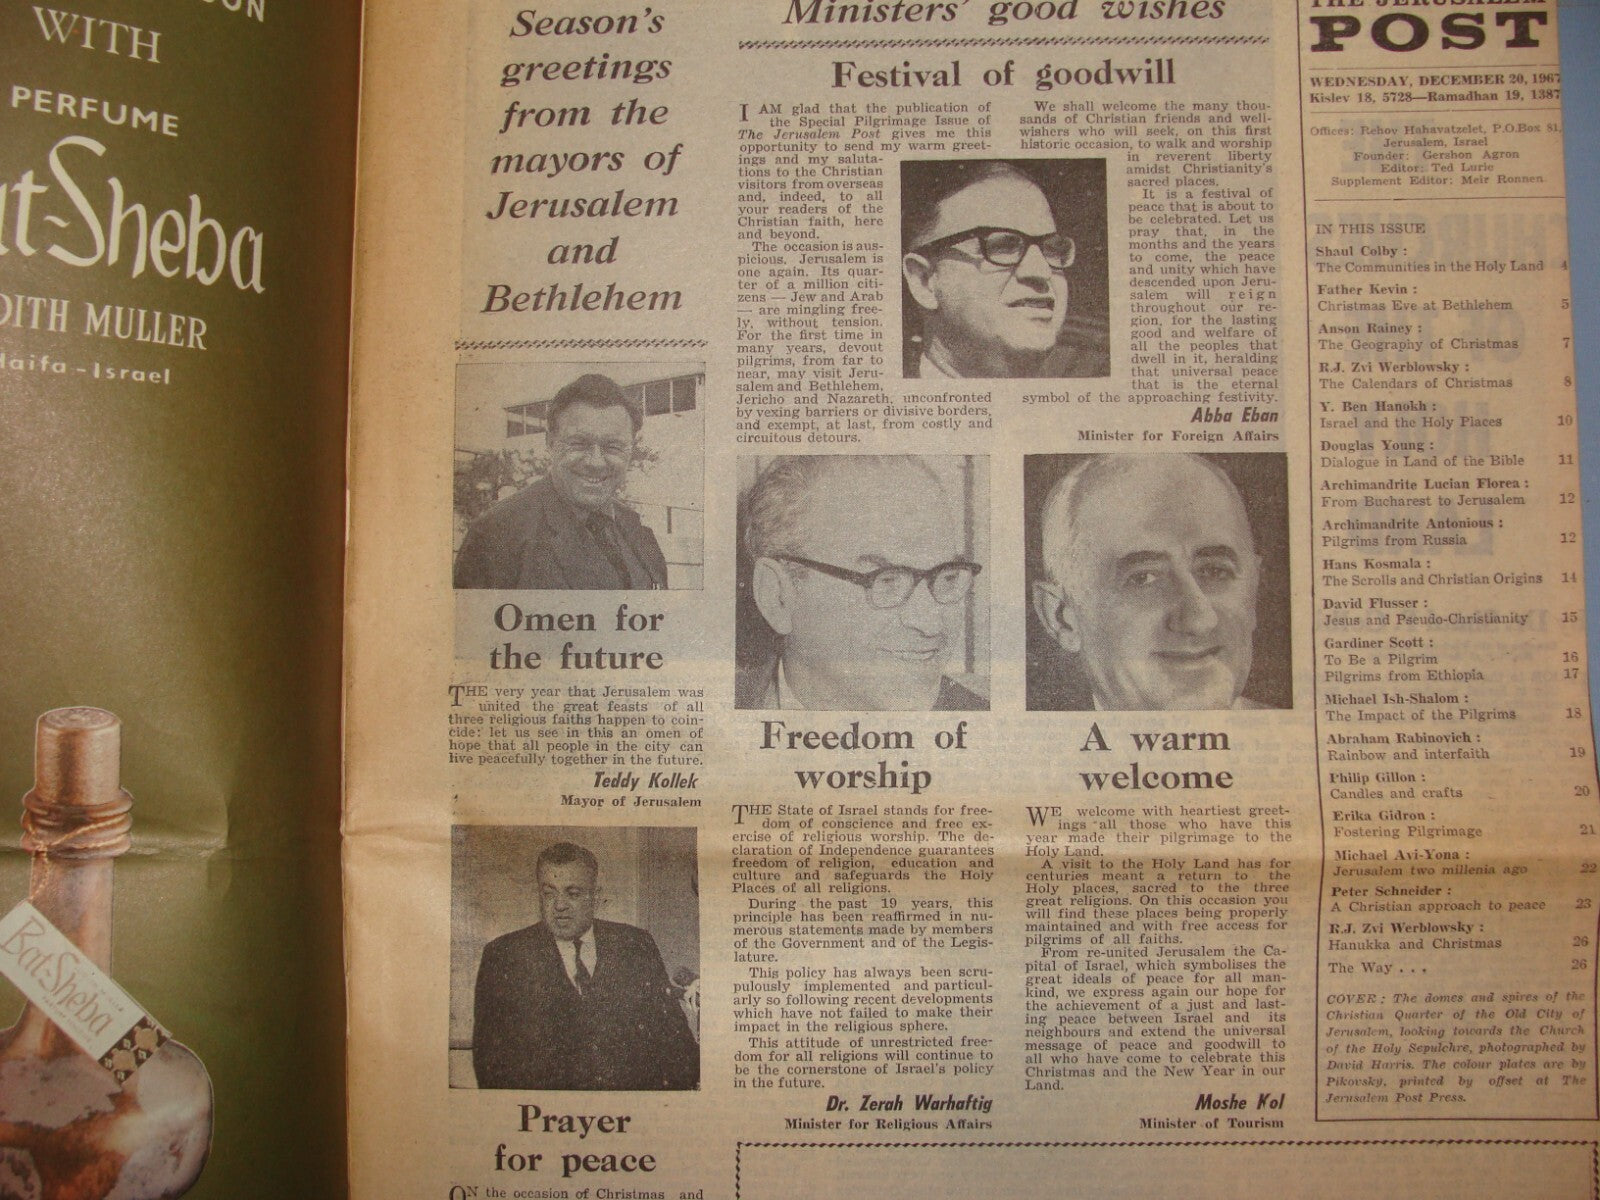 WITH
PERFUME
at-Sheba
DITH MULLER
aifa - Israel
Bat-Sheba
Season's
greetings
from the
mayors of
Jerusalem
and
Bethlehem
Omen for
the future
THE very year that Jerusalem was
united the great feasts of all
three religious faiths happen to coin-
cide: let us see in this an omen of
hope that all people in the city can
live peacefully together in the future.
Teddy Kollek
Mayor of Jerusalem
Prayer
for peace
ON the occasion of Christmas and
Ministers' good wishes
Festival of goodwill
I AM glad that the publication of
the Special Pilgrimage Issue of
The Jerusalem Post gives me this
opportunity to send my warm greet-
ings and my saluta-
tions to the Christian
visitors from overseas
and, indeed, to all
your readers of the
Christian faith, here
and beyond.
The occasion is aus-
picious. Jerusalem is
one again. Its quar-
ter of a million citi-
zens — Jew and Arab
— are mingling free-
ly, without tension.
For the first time in
many years, devout
pilgrims, from far to
near, may visit Jeru-
salem and Bethlehem,
Jericho and Nazareth, unconfronted
by vexing barriers or divisive borders,
and exempt, at last, from costly and
circuitous detours.
We shall welcome the many thou-
sands of Christian friends and well-
wishers who will seek, on this first
historic occasion, to walk and worship
in reverent liberty
amidst Christianity's
sacred places.
It is a festival of
peace that is about to
be celebrated. Let us
pray that, in the
months and the years
to come, the peace
and unity which have
descended upon Jeru-
salem will reign
throughout our re-
gion, for the lasting
good and welfare of
all the peoples that
dwell in it, heralding
that universal peace
that is the eternal
symbol of the approaching festivity.
Abba Eban
Minister for Foreign Affairs
Freedom of
worship
THE State of Israel stands for free-
dom of conscience and free ex-
ercise of religious worship. The de-
claration of Independence guarantees
freedom of religion, education and
culture and safeguards the Holy
Places of all religions.
During the past 19 years, this
principle has been reaffirmed in nu-
merous statements made by members
of the Government and of the Legis-
lature.
This policy has always been scru-
pulously implemented and particul-
arly so following recent developments
which have not failed to make their
impact in the religious sphere.
This attitude of unrestricted free-
dom for all religions will continue to
be the cornerstone of Israel's policy
in the future.
Dr. Zerah Warhaftig
Minister for Religious Affairs
A warm
welcome
WE welcome with heartiest greet-
ings all those who have this
year made their pilgrimage to the
Holy Land.
A visit to the Holy Land has for
centuries meant a return to the
Holy places, sacred to the three
great religions. On this occasion you
will find these places being properly
maintained and with free access for
pilgrims of all faiths.
From re-united Jerusalem the Ca-
pital of Israel, which symbolises the
great ideals of peace for all man-
kind, we express again our hope for
the achievement of a just and last-
ing peace between Israel and its
neighbours and extend the universal
message of peace and goodwill to
all who have come to celebrate this
Christmas and the New Year in our
Land.
Moshe Kol
Minister of Tourism
THE JERUSALEM
POST
WEDNESDAY, DECEMBER 20, 1967
Kislev 18, 5728—Ramadhan 19, 1387
Offices: Rehov Hahavatzelet, P.O.Box 81,
Jerusalem, Israel
Founder: Gershon Agron
Editor: Ted Lurie
Supplement Editor: Meir Ronnen
IN THIS ISSUE
Shaul Colby :
The Communities in the Holy Land 4
Father Kevin :
Christmas Eve at Bethlehem 5
Anson Rainey :
The Geography of Christmas 7
R.J. Zvi Werblowsky :
The Calendars of Christmas 8
Y. Ben Hanokh :
Israel and the Holy Places 10
Douglas Young :
Dialogue in Land of the Bible 11
Archimandrite Lucian Florea :
From Bucharest to Jerusalem 12
Archimandrite Antonious :
Pilgrims from Russia 12
Hans Kosmala :
The Scrolls and Christian Origins 14
David Flusser :
Jesus and Pseudo-Christianity 15
Gardiner Scott :
To Be a Pilgrim 16
Pilgrims from Ethiopia 17
Michael Ish-Shalom :
The Impact of the Pilgrims 18
Abraham Rabinovich :
Rainbow and interfaith 19
Philip Gillon :
Candles and crafts 20
Erika Gidron :
Fostering Pilgrimage 21
Michael Avi-Yona :
Jerusalem two millenia ago 22
Peter Schneider :
A Christian approach to peace 23
R.J. Zvi Werblowsky :
Hanukka and Christmas 26
The Way . . . 26
COVER : The domes and spires of the
Christian Quarter of the Old City of
Jerusalem, looking towards the Church
of the Holy Sepulchre, photographed by
David Harris. The colour plates are by
Pikovsky, printed by offset at The
Jerusalem Post Press.